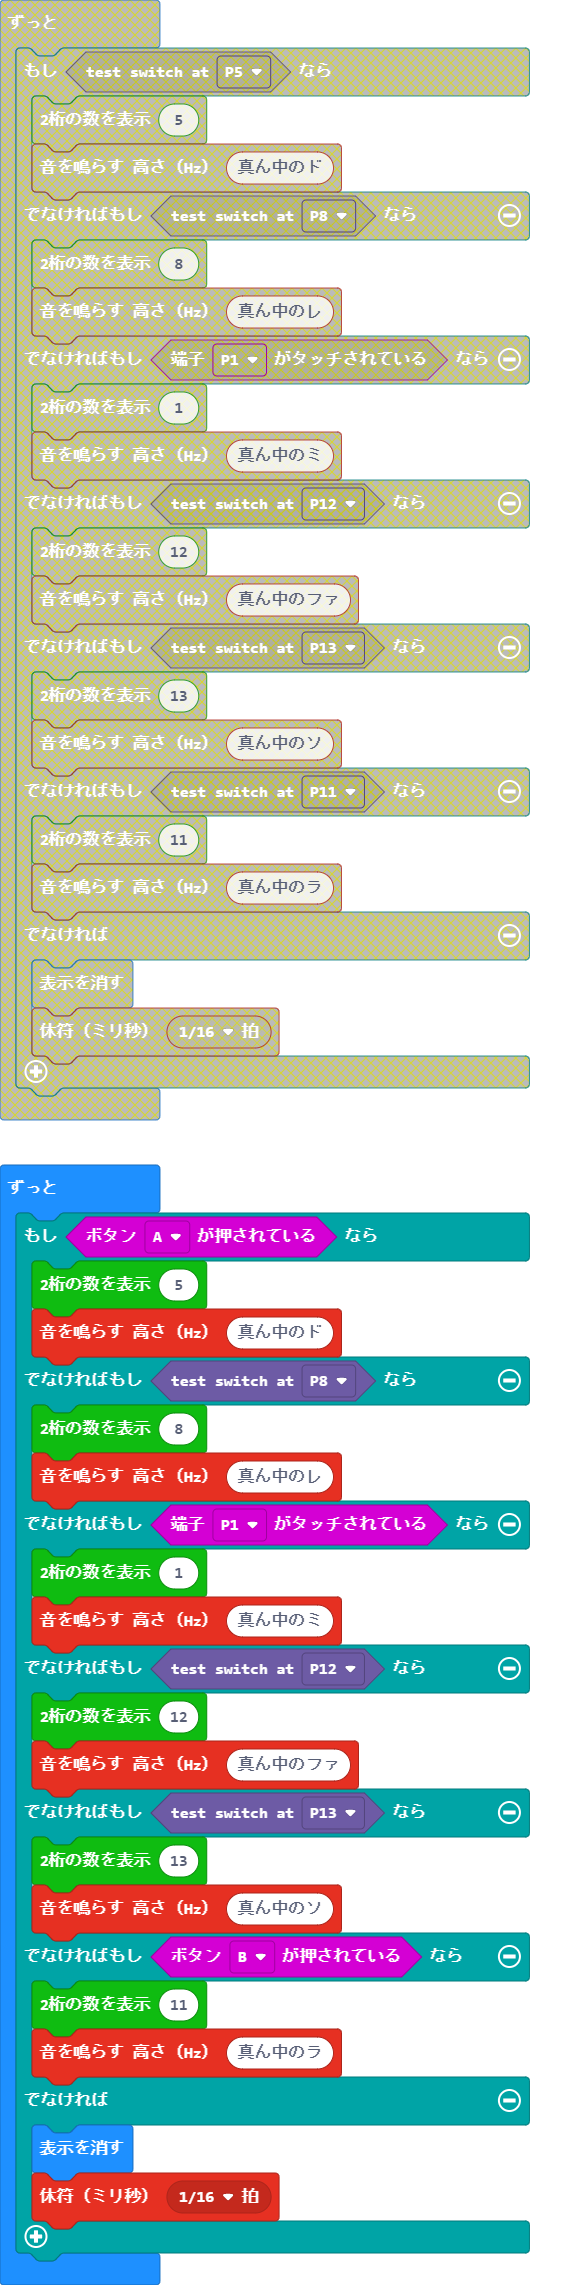 ずっと
もし test switch at P5 なら
2桁の数を表示 5
音を鳴らす 高さ (Hz) 真ん中のド
でなければもし test switch at P8 なら
2桁の数を表示 8
音を鳴らす 高さ (Hz) 真ん中のレ
でなければもし 端子 P1 がタッチされている なら
2桁の数を表示 1
音を鳴らす 高さ (Hz) 真ん中のミ
でなければもし test switch at P12 なら
2桁の数を表示 12
音を鳴らす 高さ (Hz) 真ん中のファ
でなければもし test switch at P13 なら
2桁の数を表示 13
音を鳴らす 高さ (Hz) 真ん中のソ
でなければもし test switch at P11 なら
2桁の数を表示 11
音を鳴らす 高さ (Hz) 真ん中のラ
でなければ
表示を消す
休符（ミリ秒） 1/16 拍
ずっと
もし ボタン A が押されている なら
2桁の数を表示 5
音を鳴らす 高さ (Hz) 真ん中のド
でなければもし test switch at P8 なら
2桁の数を表示 8
音を鳴らす 高さ (Hz) 真ん中のレ
でなければもし 端子 P1 がタッチされている なら
2桁の数を表示 1
音を鳴らす 高さ (Hz) 真ん中のミ
でなければもし test switch at P12 なら
2桁の数を表示 12
音を鳴らす 高さ (Hz) 真ん中のファ
でなければもし test switch at P13 なら
2桁の数を表示 13
音を鳴らす 高さ (Hz) 真ん中のソ
でなければもし ボタン B が押されている なら
2桁の数を表示 11
音を鳴らす 高さ (Hz) 真ん中のラ
でなければ
表示を消す
休符（ミリ秒） 1/16 拍